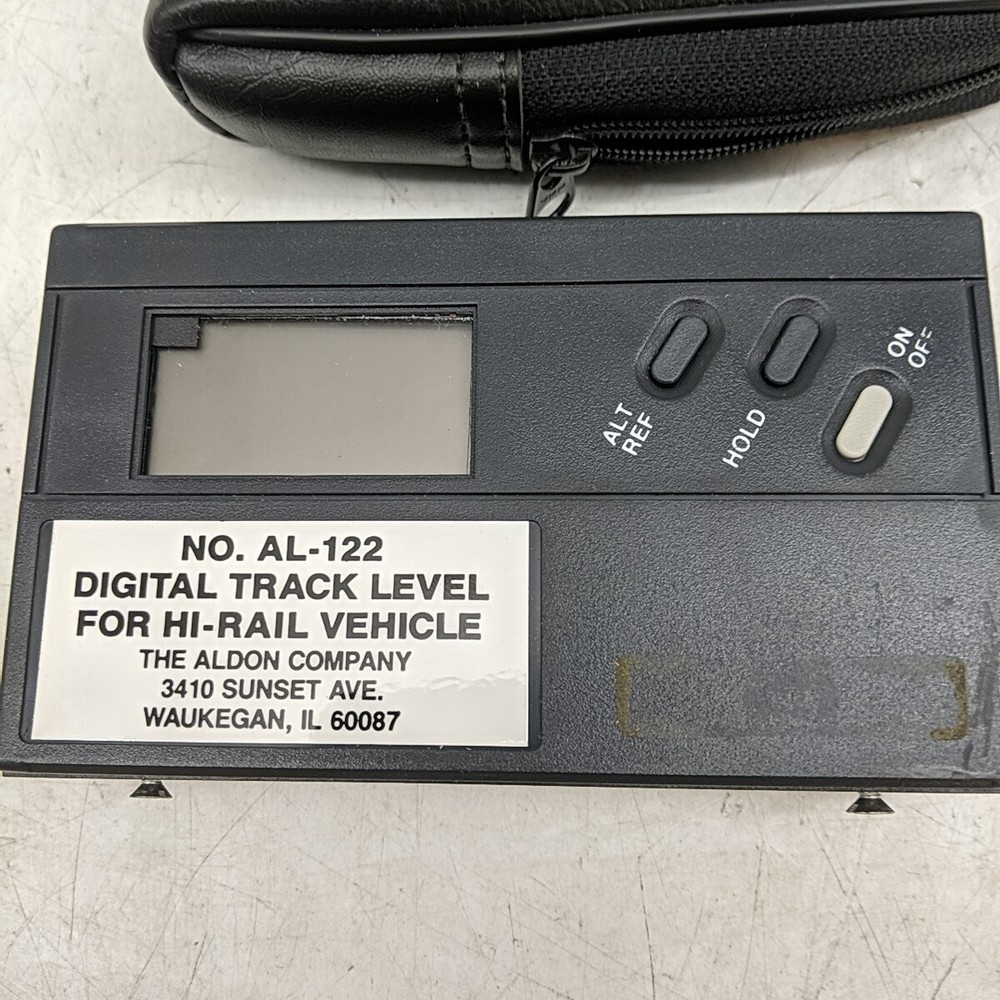 ON
OFF
ALT
REF
HOLD
NO. AL-122
DIGITAL TRACK LEVEL
FOR HI-RAIL VEHICLE
THE ALDON COMPANY
3410 SUNSET AVE.
WAUKEGAN, IL 60087